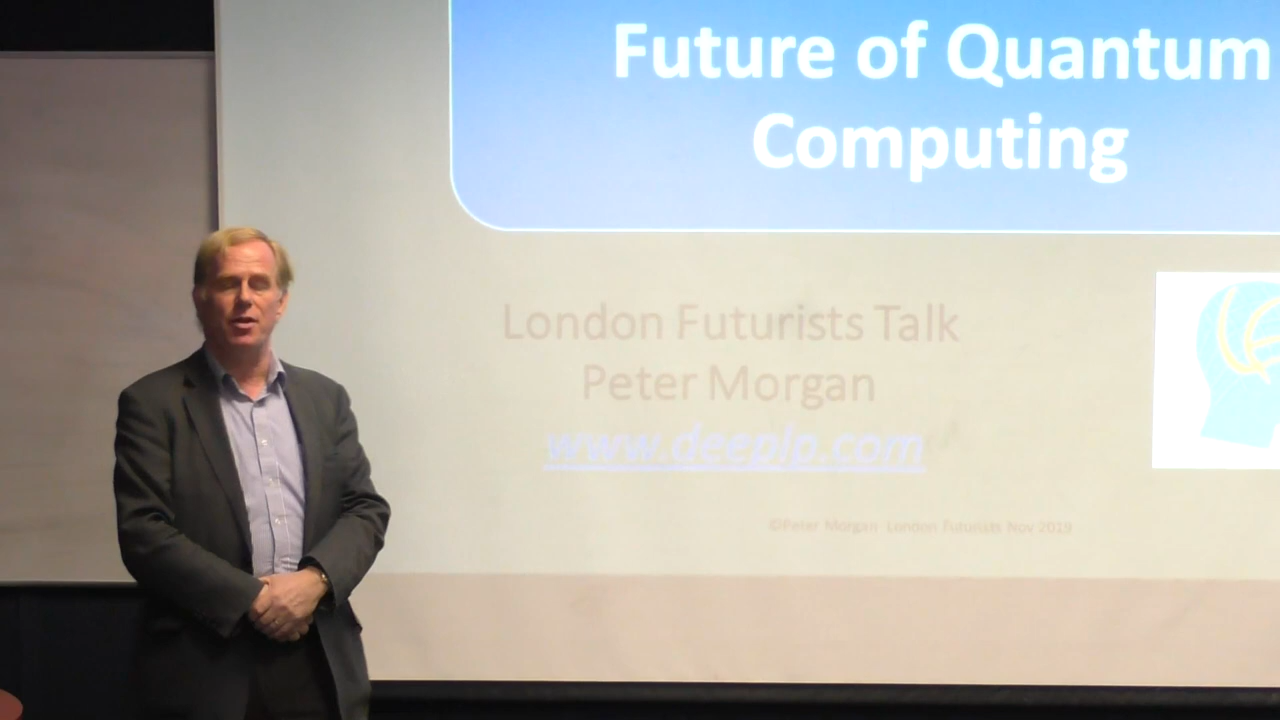 Future of Quantum
Computing
London Futurists Talk
Peter Morgan
www.deeplp.com
©Peter Morgan London Futurists Nov 2019